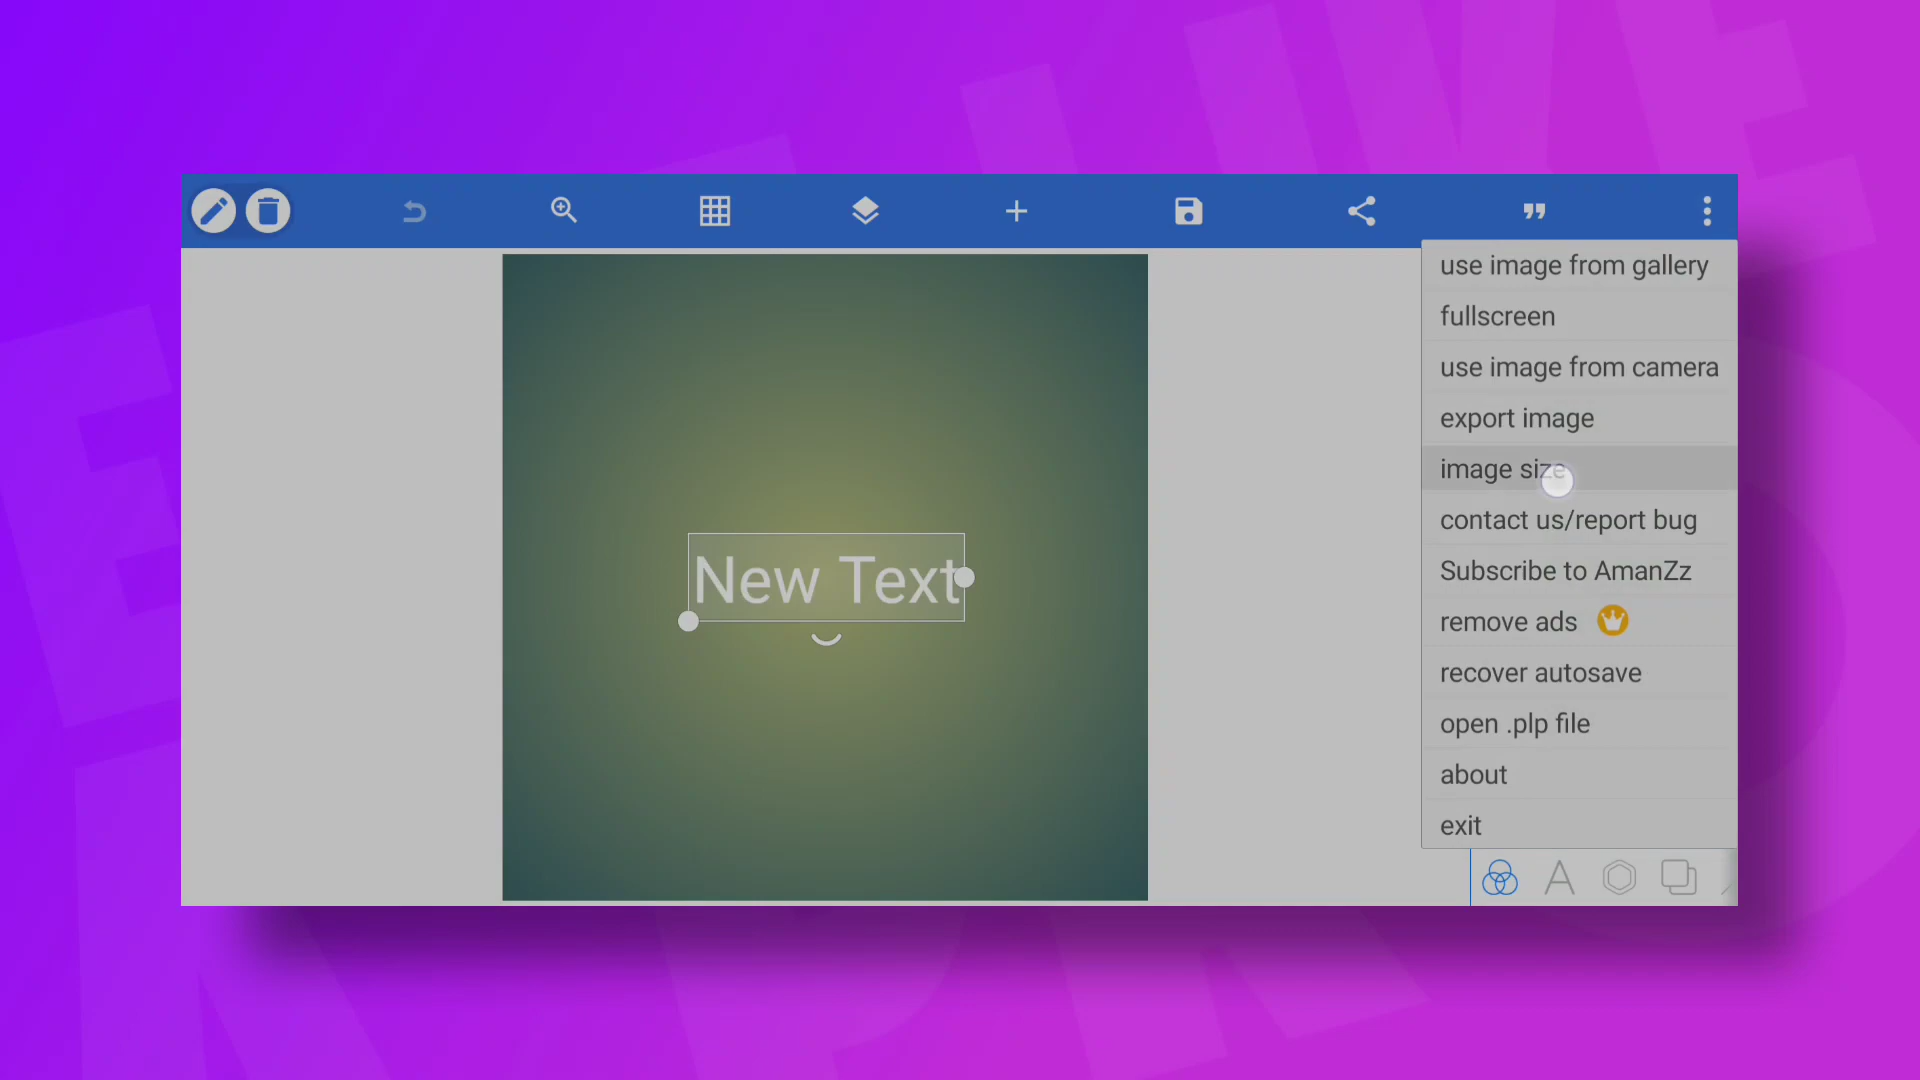 use image from gallery
fullscreen
use image from camera
export image
image size
contact us/report bug
Subscribe to AmanZz
remove ads
recover autosave
open .plp file
about
exit
New Text